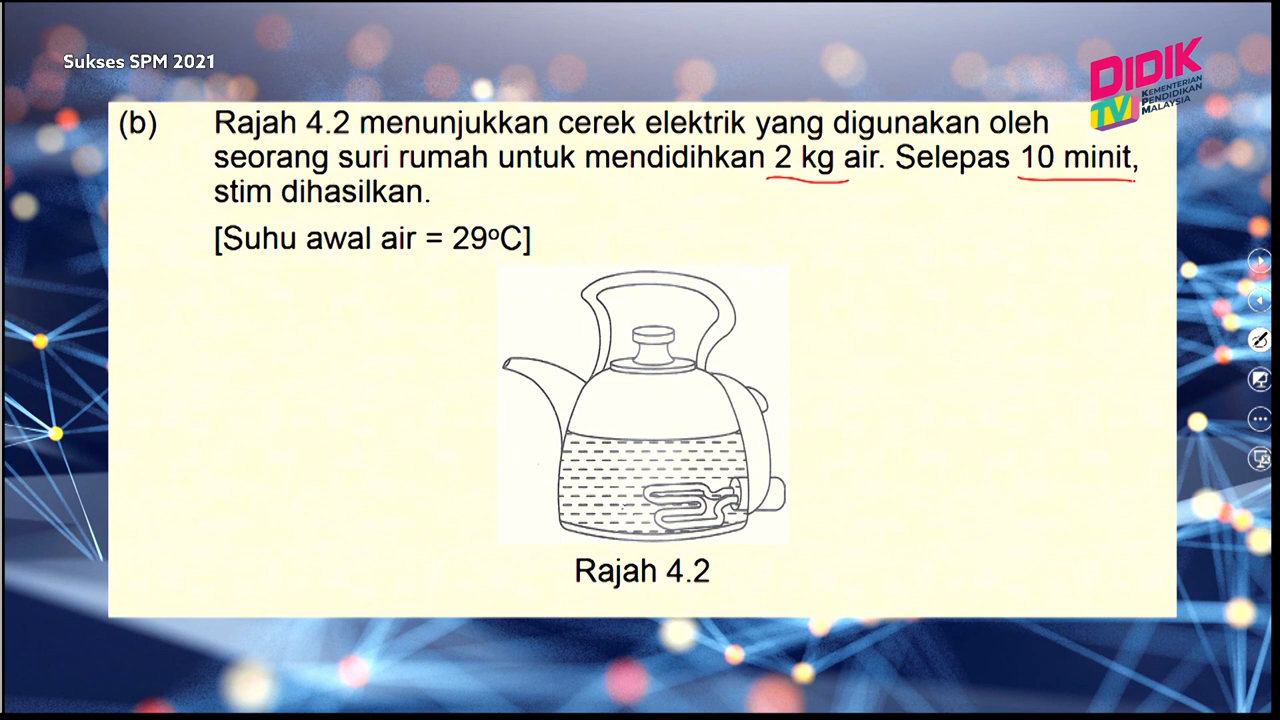 Sukses SPM 2021
DIDIK
TV
KEMENTERIAN
PENDIDIKAN
MALAYSIA
(b) Rajah 4.2 menunjukkan cerek elektrik yang digunakan oleh
seorang suri rumah untuk mendidihkan 2 kg air. Selepas 10 minit,
stim dihasilkan.
[Suhu awal air = 29°C]
Rajah 4.2